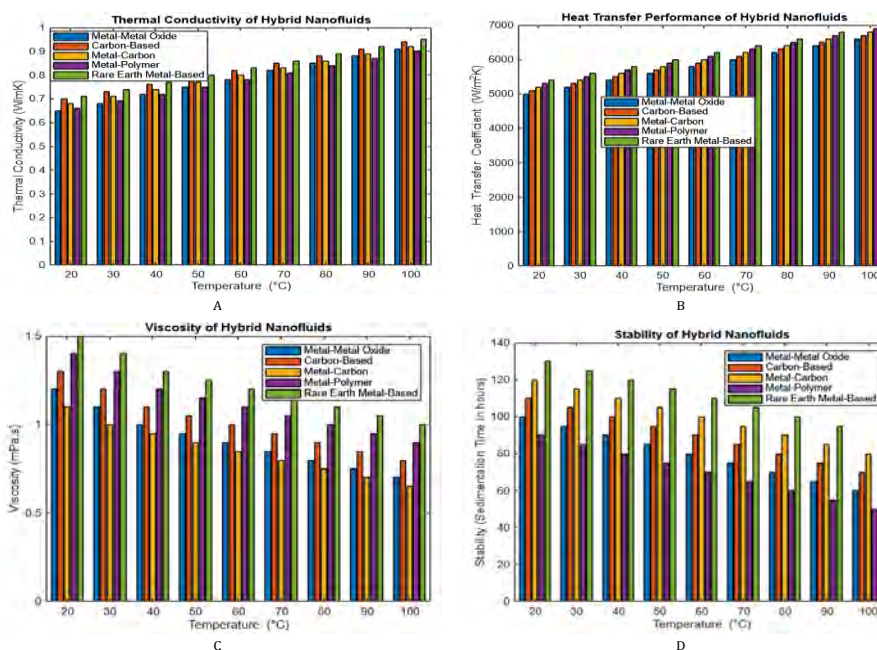 Thermal Conductivity of Hybrid Nanofluids
Thermal Conductivity (W/mK)
1
0.9
0.8
0.7
0.6
0.5
0.4
0.3
0.2
0.1
0
Metal-Metal Oxide
Carbon-Based
Metal-Carbon
Metal-Polymer
Rare Earth Metal-Based
20 30 40 50 60 70 80 90 100
Temperature (°C)
A
Heat Transfer Performance of Hybrid Nanofluids
Heat Transfer Coefficient (W/m²K)
7000
6000
5000
4000
3000
2000
1000
0
Metal-Metal Oxide
Carbon-Based
Metal-Carbon
Metal-Polymer
Rare Earth Metal-Based
20 30 40 50 60 70 80 90 100
Temperature (°C)
B
Viscosity of Hybrid Nanofluids
Viscosity (mPa.s)
1.5
1
0.5
0
Metal-Metal Oxide
Carbon-Based
Metal-Carbon
Metal-Polymer
Rare Earth Metal-Based
20 30 40 50 60 70 80 90 100
Temperature (°C)
C
Stability of Hybrid Nanofluids
Stability (Sedimentation Time in hours)
140
120
100
80
60
40
20
0
Metal-Metal Oxide
Carbon-Based
Metal-Carbon
Metal-Polymer
Rare Earth Metal-Based
20 30 40 50 60 70 80 90 100
Temperature (°C)
D